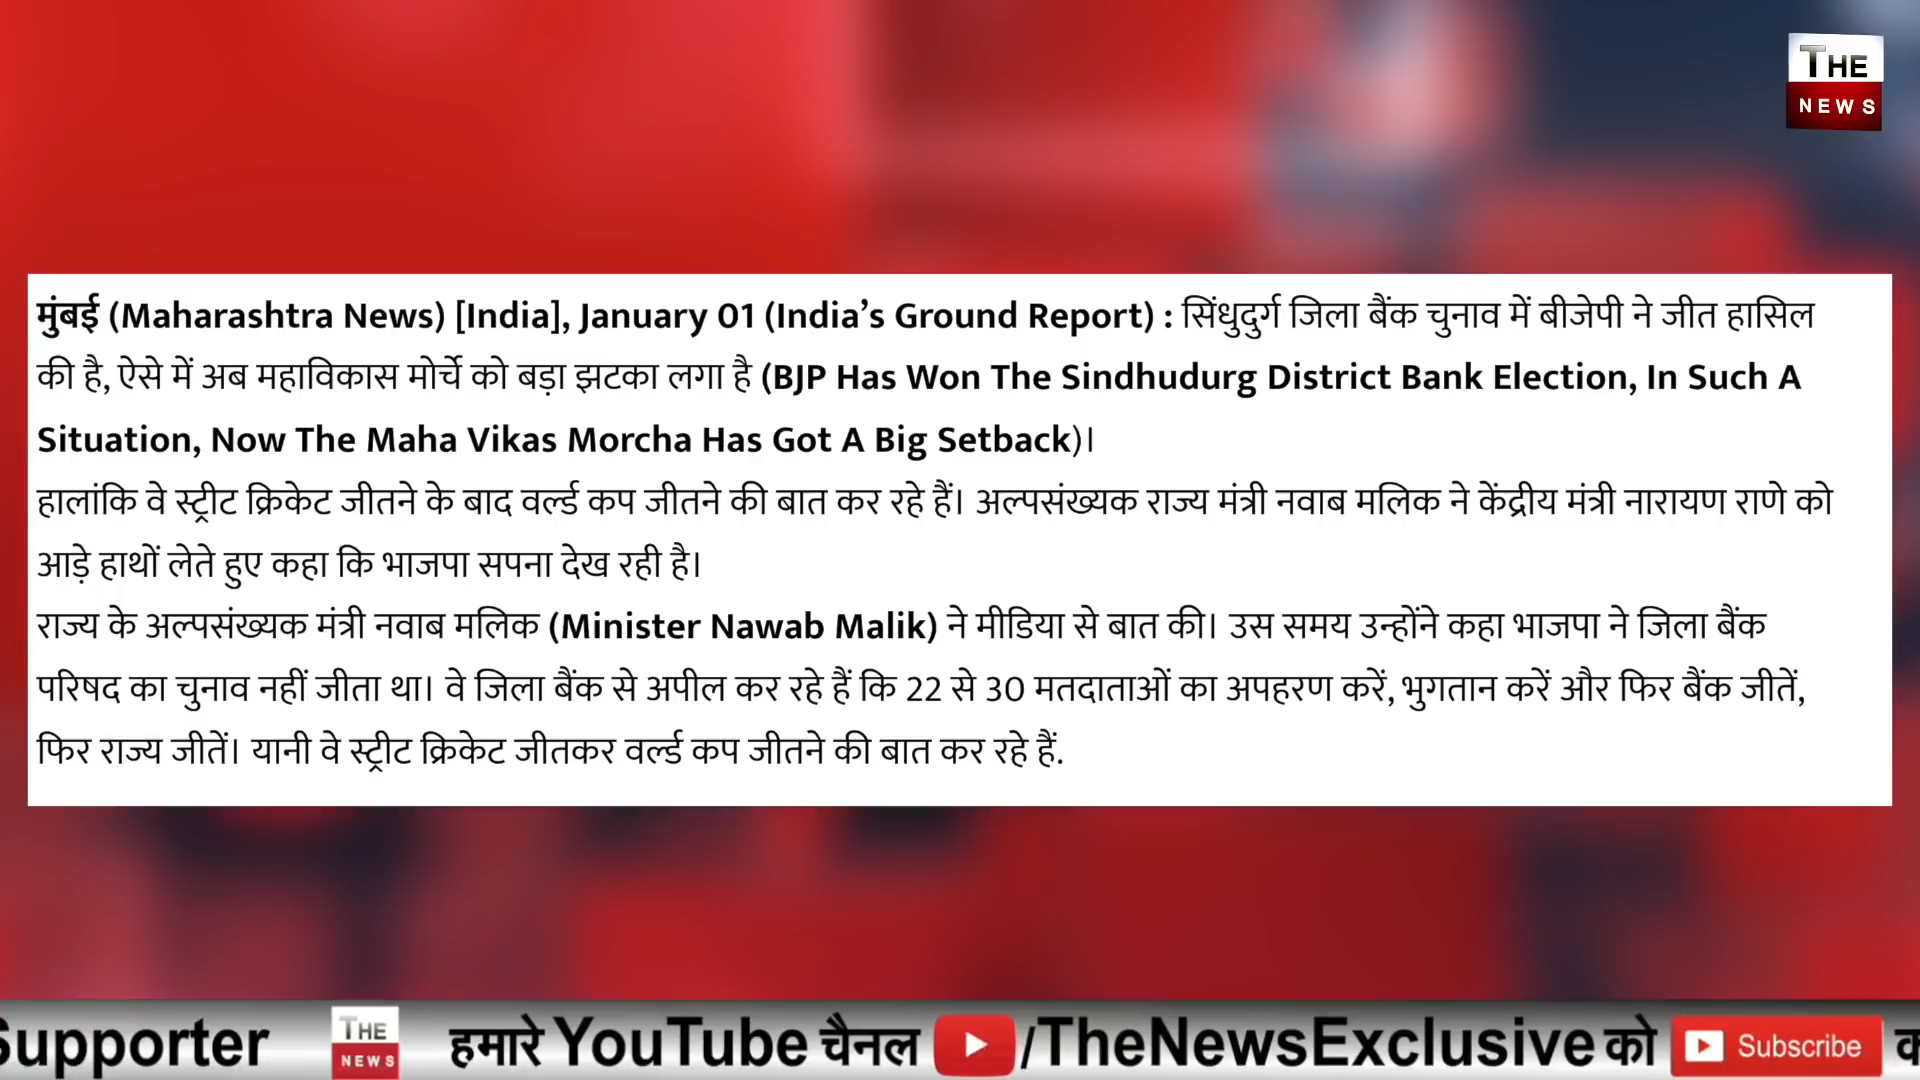 THE
NEWS
मुंबई (Maharashtra News) [India], January 01 (India’s Ground Report) : सिंधुदुर्ग जिला बैंक चुनाव में बीजेपी ने जीत हासिल
की है, ऐसे में अब महाविकास मोर्चे को बड़ा झटका लगा है (BJP Has Won The Sindhudurg District Bank Election, In Such A
Situation, Now The Maha Vikas Morcha Has Got A Big Setback)।
हालांकि वे स्ट्रीट क्रिकेट जीतने के बाद वर्ल्ड कप जीतने की बात कर रहे हैं। अल्पसंख्यक राज्य मंत्री नवाब मलिक ने केंद्रीय मंत्री नारायण राणे को
आड़े हाथों लेते हुए कहा कि भाजपा सपना देख रही है।
राज्य के अल्पसंख्यक मंत्री नवाब मलिक (Minister Nawab Malik) ने मीडिया से बात की। उस समय उन्होंने कहा भाजपा ने जिला बैंक
परिषद का चुनाव नहीं जीता था। वे जिला बैंक से अपील कर रहे हैं कि 22 से 30 मतदाताओं का अपहरण करें, भुगतान करें और फिर बैंक जीतें,
फिर राज्य जीतें। यानी वे स्ट्रीट क्रिकेट जीतकर वर्ल्ड कप जीतने की बात कर रहे हैं.
Supporter THE NEWS हमारे YouTube चैनल /TheNewsExclusive को Subscribe